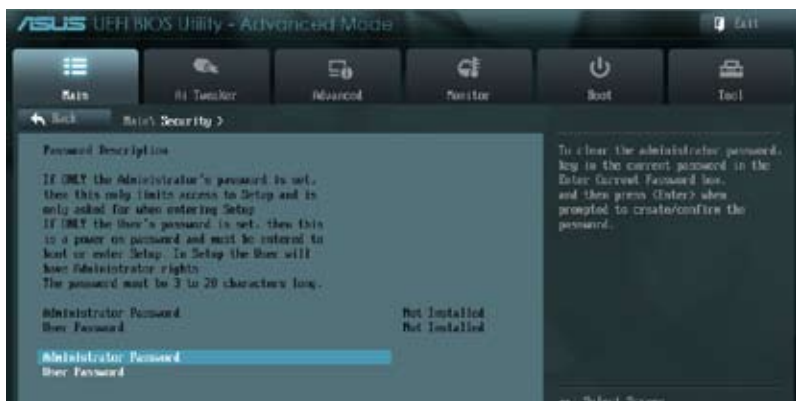 ASUS UEFI BIOS Utility - Advanced Mode
Exit
Main
Ai Tweaker
Advanced
Monitor
Boot
Tool
Back
Main\ Security >
Password Description
If ONLY the Administrator's password is set,
then this only limits access to Setup and is
only asked for when entering Setup
If ONLY the User's password is set, then this
is a power on password and must be entered to
boot or enter Setup. In Setup the User will
have Administrator rights
The password must be 3 to 20 characters long.
Administrator Password
Not Installed
User Password
Not Installed
Administrator Password
User Password
To clear the administrator password,
key in the current password in the
Enter Current Password box,
and then press <Enter> when
prompted to create/confirm the
password.